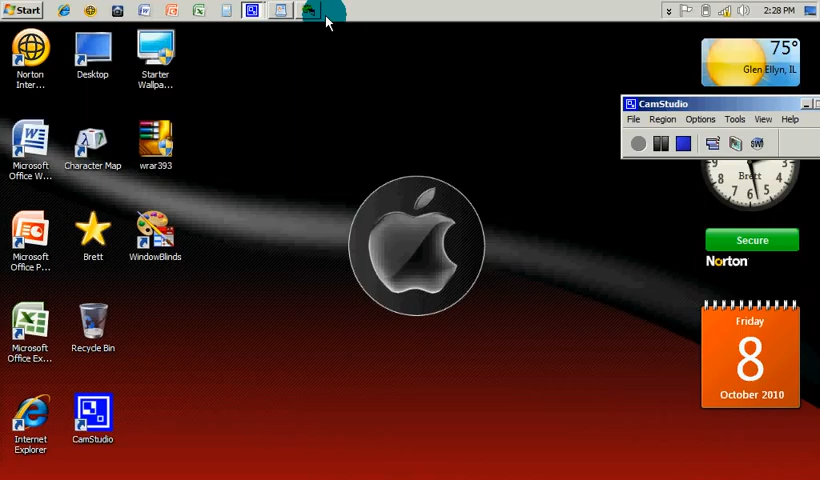 Start
2:28 PM
Norton
Inter...
Desktop
Starter
Wallpa...
75°
Glen Ellyn, IL
CamStudio
File Region Options Tools View Help
Microsoft
Office W...
Character Map
wrar393
Brett
Secure
Norton
Microsoft
Office P...
Brett
WindowBlinds
Friday
8
October 2010
Microsoft
Office Ex...
Recycle Bin
Internet
Explorer
CamStudio